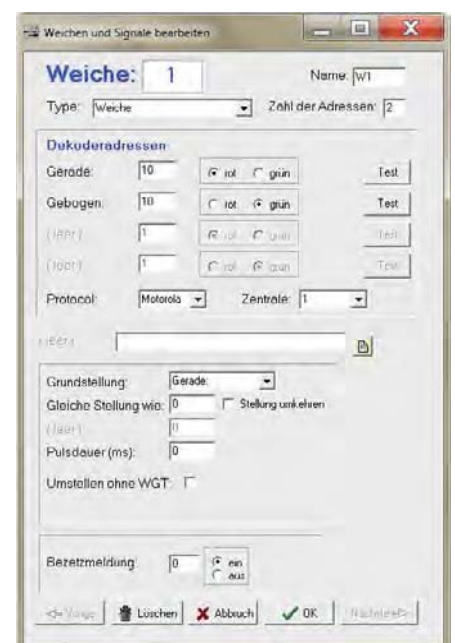 Weichen und Signale bearbeiten
Weiche: 1 Name: W1
Type: Weiche Zahl der Adressen: 2
Dekoderadressen
Gerade: 10 rot grün Test
Gebogen: 10 rot grün Test
(leer) 1 rot grün Test
(leer) 1 rot grün Test
Protocol: Motorola Zentrale: 1
(leer)
Grundstellung: Gerade:
Gleiche Stellung wie: 0 Stellung umkehren
(leer) 0
Pulsdauer (ms): 0
Umstellen ohne WGT:
Bezetzmeldung 0 ein
aus
<= Vorige Löschen Abbruch OK Nächste=>